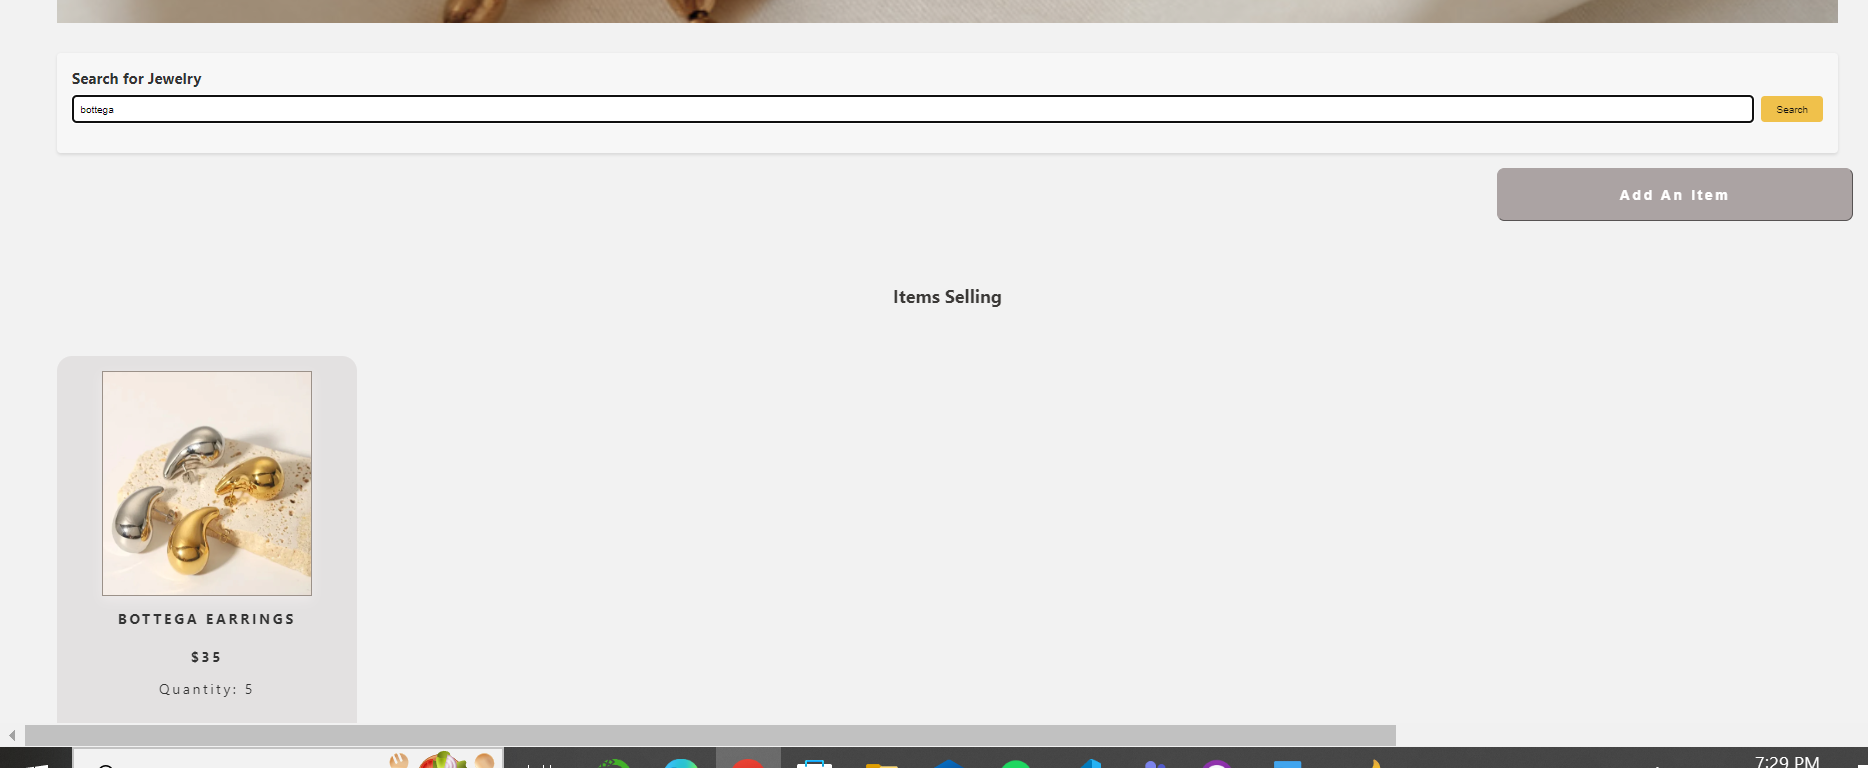 Search for Jewelry
bottega
Search
Add An Item
Items Selling
BOTTEGA EARRINGS
$35
Quantity: 5
7:29 PM